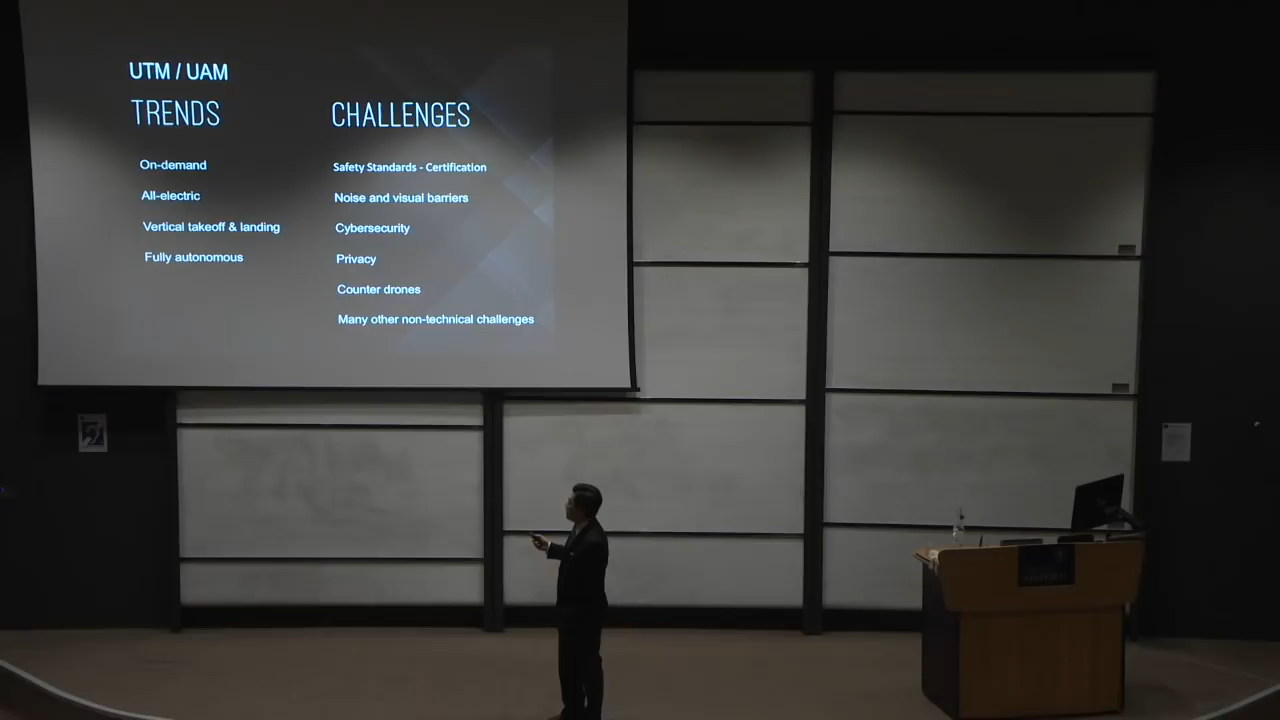 UTM / UAM
TRENDS
On-demand
All-electric
Vertical takeoff & landing
Fully autonomous
CHALLENGES
Safety Standards - Certification
Noise and visual barriers
Cybersecurity
Privacy
Counter drones
Many other non-technical challenges